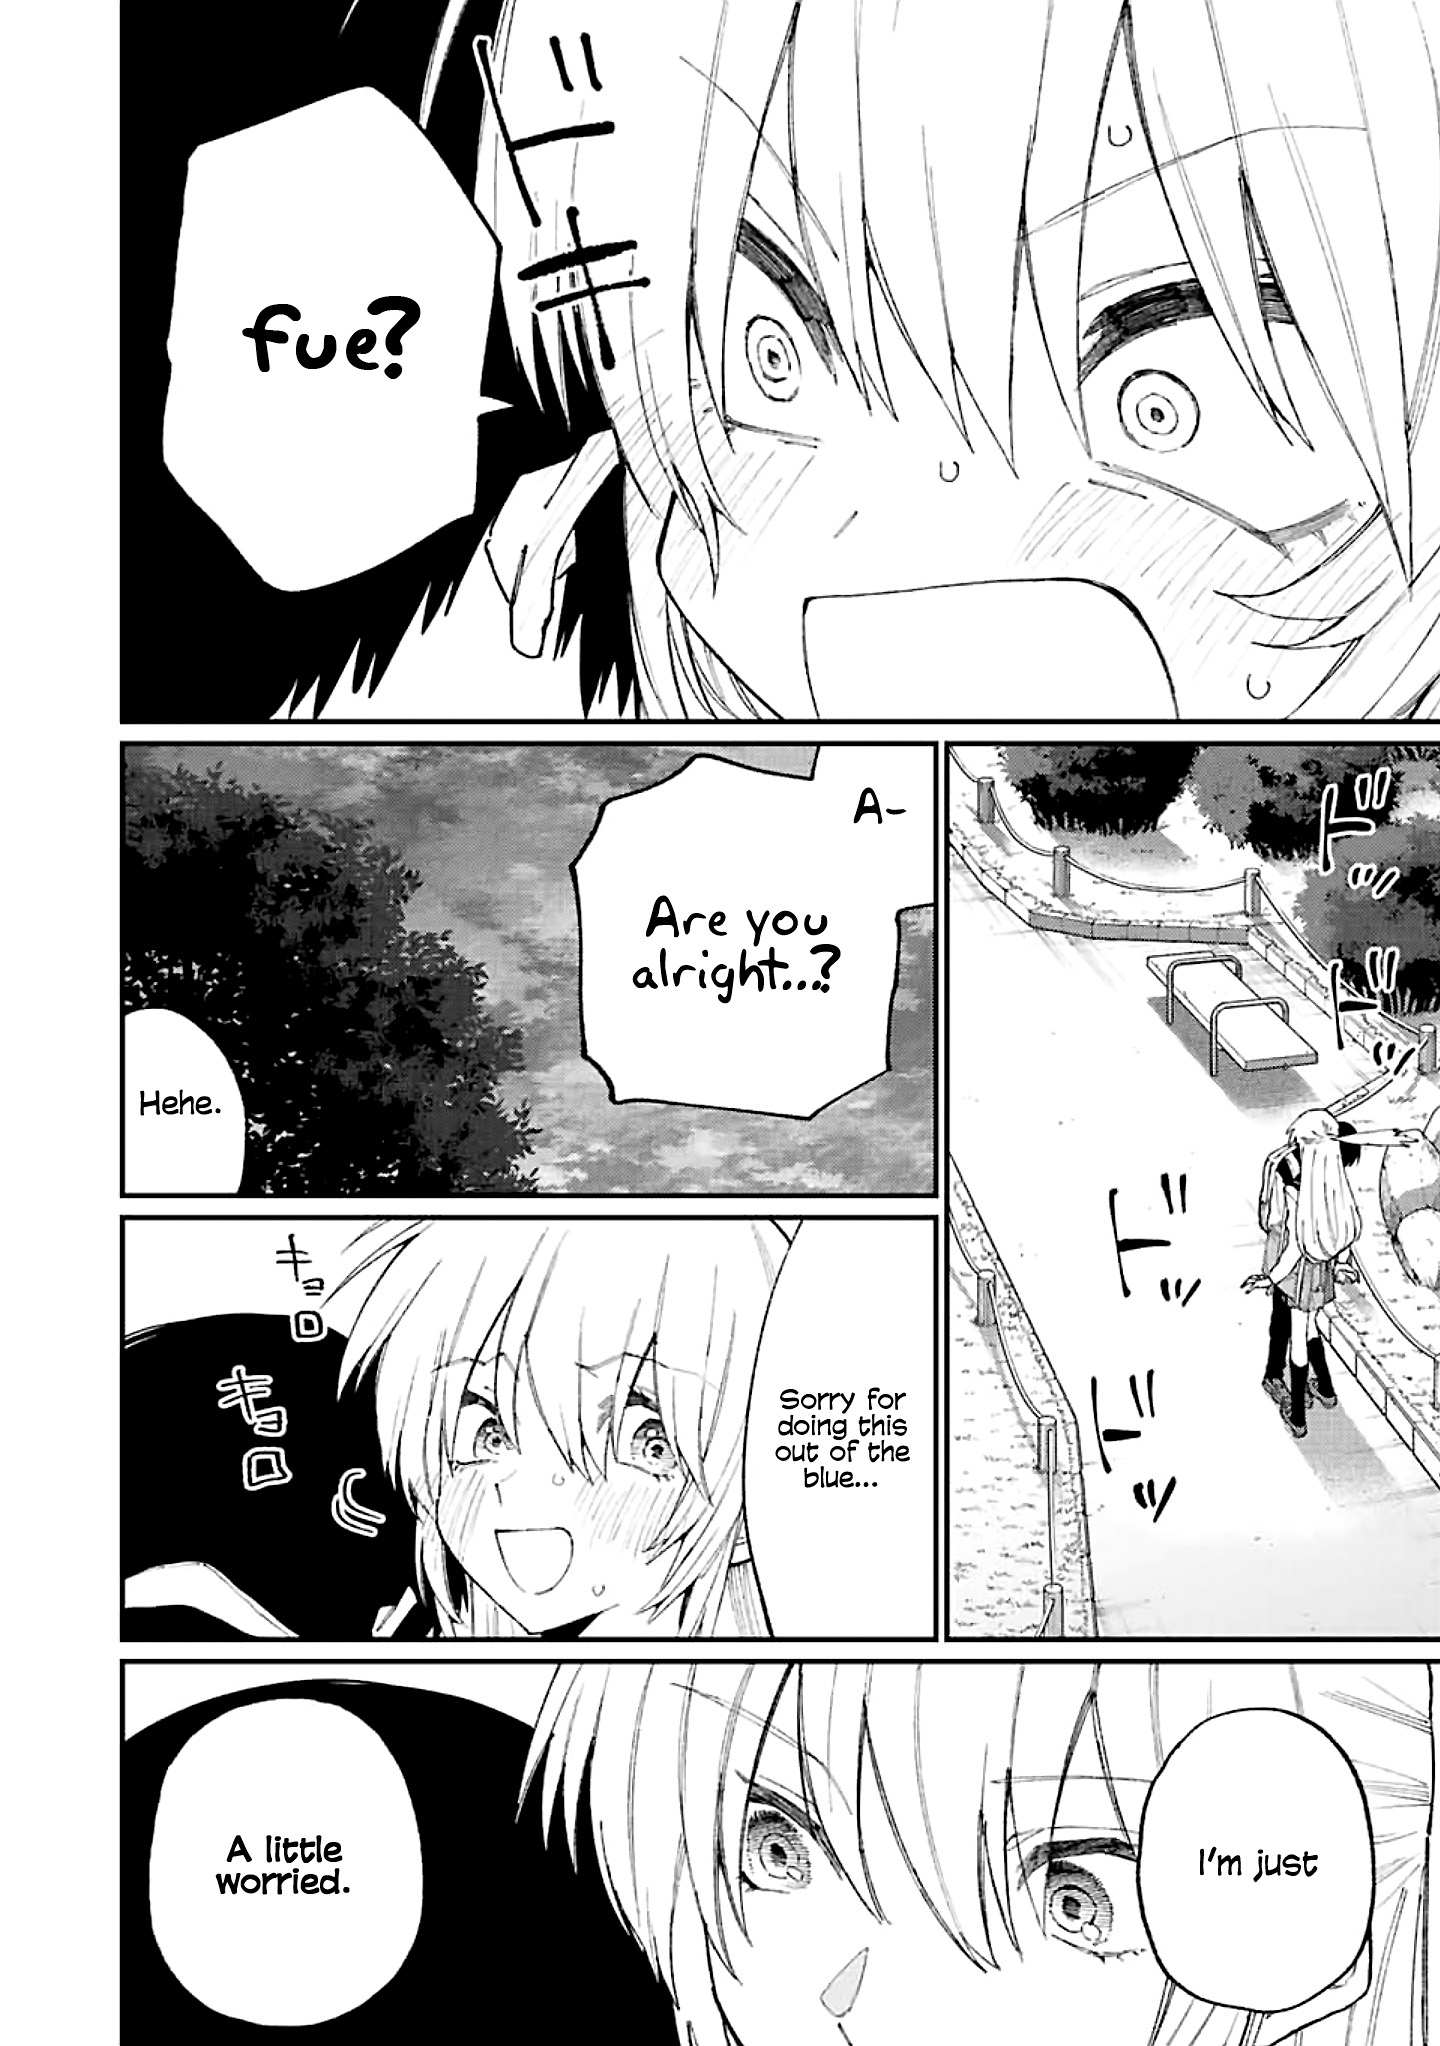 ドキ
fue?
ドッ
ドッ
ドッ
ドッ
A-
Are you
alright...?
Hehe.
Sorry for
doing this
out of the
blue...
キョロ
キョロ
I'm just
A little
worried.